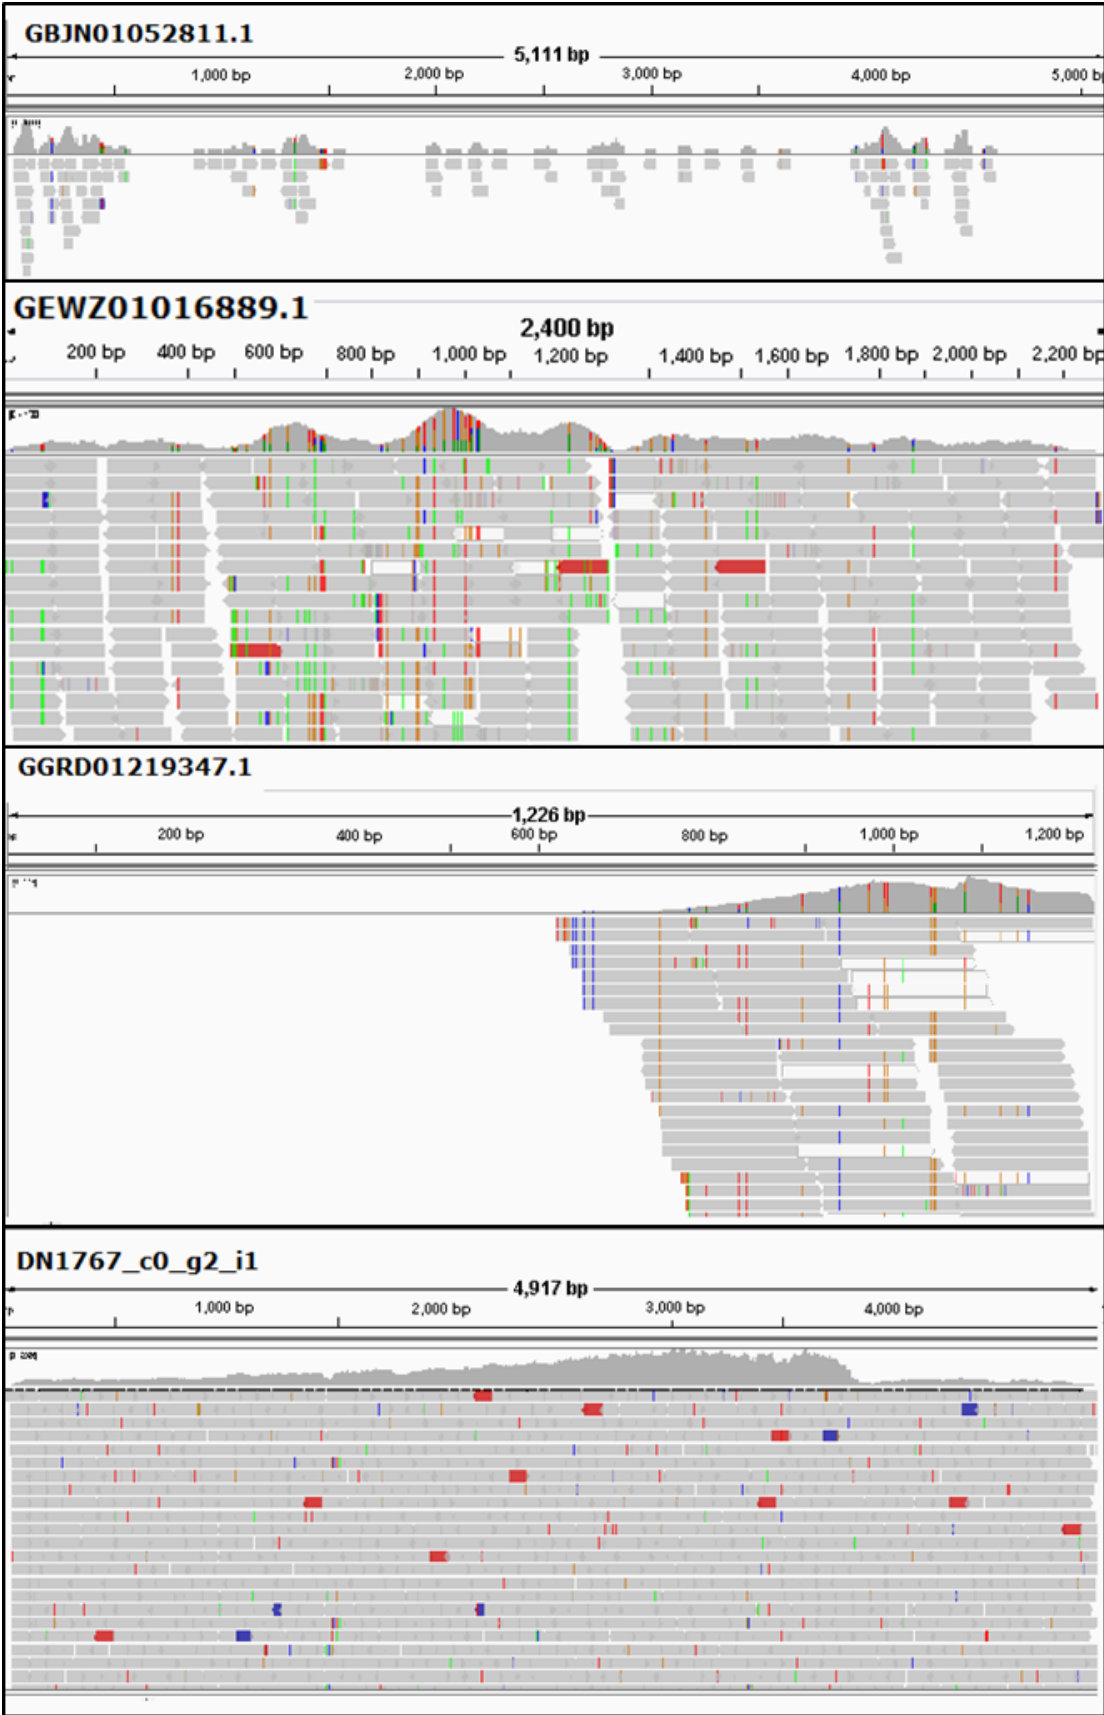 GBJN01052811.1
5,111 bp
1,000 bp 2,000 bp 3,000 bp 4,000 bp 5,000 b
GEWZ01016889.1
2,400 bp
200 bp 400 bp 600 bp 800 bp 1,000 bp 1,200 bp 1,400 bp 1,600 bp 1,800 bp 2,000 bp 2,200 bp
GGRD01219347.1
1,226 bp
200 bp 400 bp 600 bp 800 bp 1,000 bp 1,200 bp
DN1767_c0_g2_i1
4,917 bp
1,000 bp 2,000 bp 3,000 bp 4,000 bp